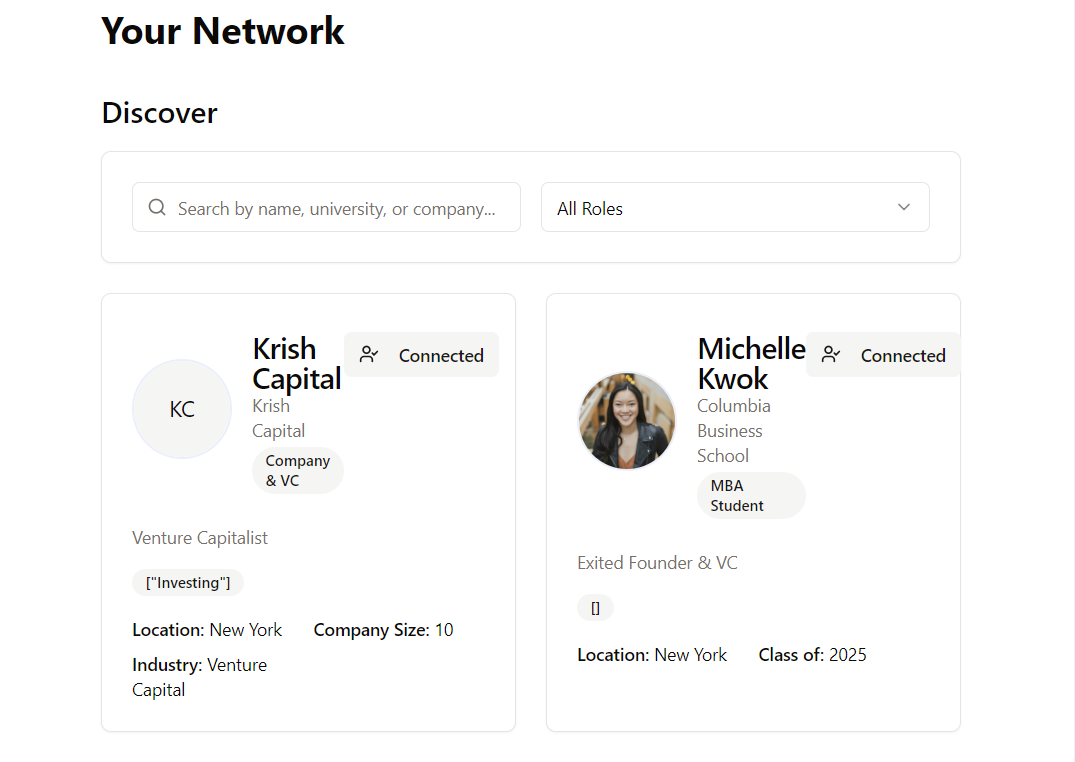 Your Network
Discover
Search by name, university, or company...
All Roles
KC
Krish
Capital
Krish
Capital
Company
& VC
Connected
Venture Capitalist
["Investing"]
Location: New York
Company Size: 10
Industry: Venture
Capital
Michelle
Kwok
Columbia
Business
School
MBA
Student
Connected
Exited Founder & VC
[]
Location: New York
Class of: 2025